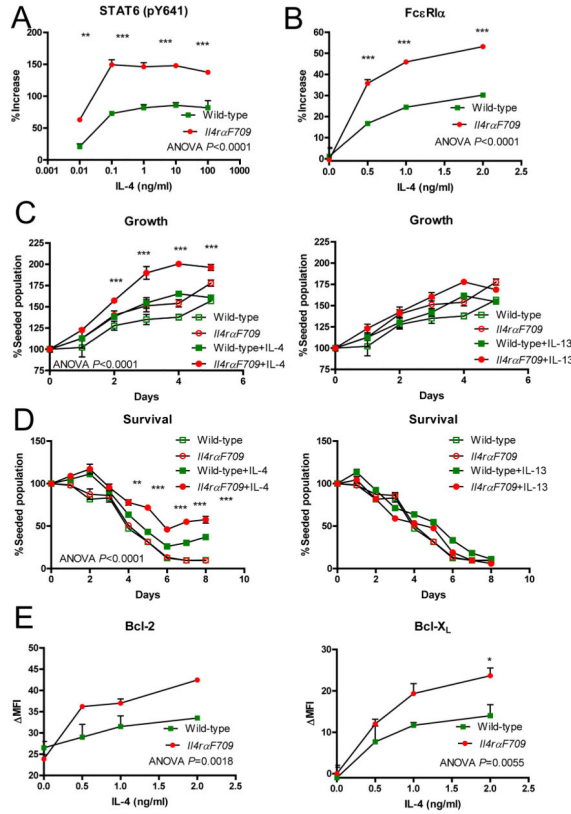 A
STAT6 (pY641)
** *** *** ***
%Increase
200
150
100
50
0
Wild-type
Il4rαF709
ANOVA P<0.0001
0.001 0.01 0.1 1 10 100 1000
IL-4 (ng/ml)
B
FcεRIα
*** *** ***
%Increase
60
50
40
30
20
10
0
Wild-type
Il4rαF709
ANOVA P<0.0001
0.0 0.5 1.0 1.5 2.0 2.5
IL-4 (ng/ml)
C
Growth
*** *** *** ***
%Seeded population
225
200
175
150
125
100
75
50
Wild-type
Il4rαF709
Wild-type+IL-4
Il4rαF709+IL-4
ANOVA P<0.0001
0 2 4 6
Days
Growth
%Seeded population
225
200
175
150
125
100
75
50
Wild-type
Il4rαF709
Wild-type+IL-13
Il4rαF709+IL-13
0 2 4 6
Days
D
Survival
%Seeded population
150
100
50
0
Wild-type
Il4rαF709
Wild-type+IL-4
Il4rαF709+IL-4
** *** *** *** ***
ANOVA P<0.0001
0 2 4 6 8 10
Days
Survival
%Seeded population
150
100
50
0
Wild-type
Il4rαF709
Wild-type+IL-13
Il4rαF709+IL-13
0 2 4 6 8 10
Days
E
Bcl-2
ΔMFI
45
40
35
30
25
20
Wild-type
Il4rαF709
ANOVA P=0.0018
0.0 0.5 1.0 1.5 2.0 2.5
IL-4 (ng/ml)
Bcl-XL
*
ΔMFI
30
20
10
0
Wild-type
Il4rαF709
ANOVA P=0.0055
0.0 0.5 1.0 1.5 2.0 2.5
IL-4 (ng/ml)